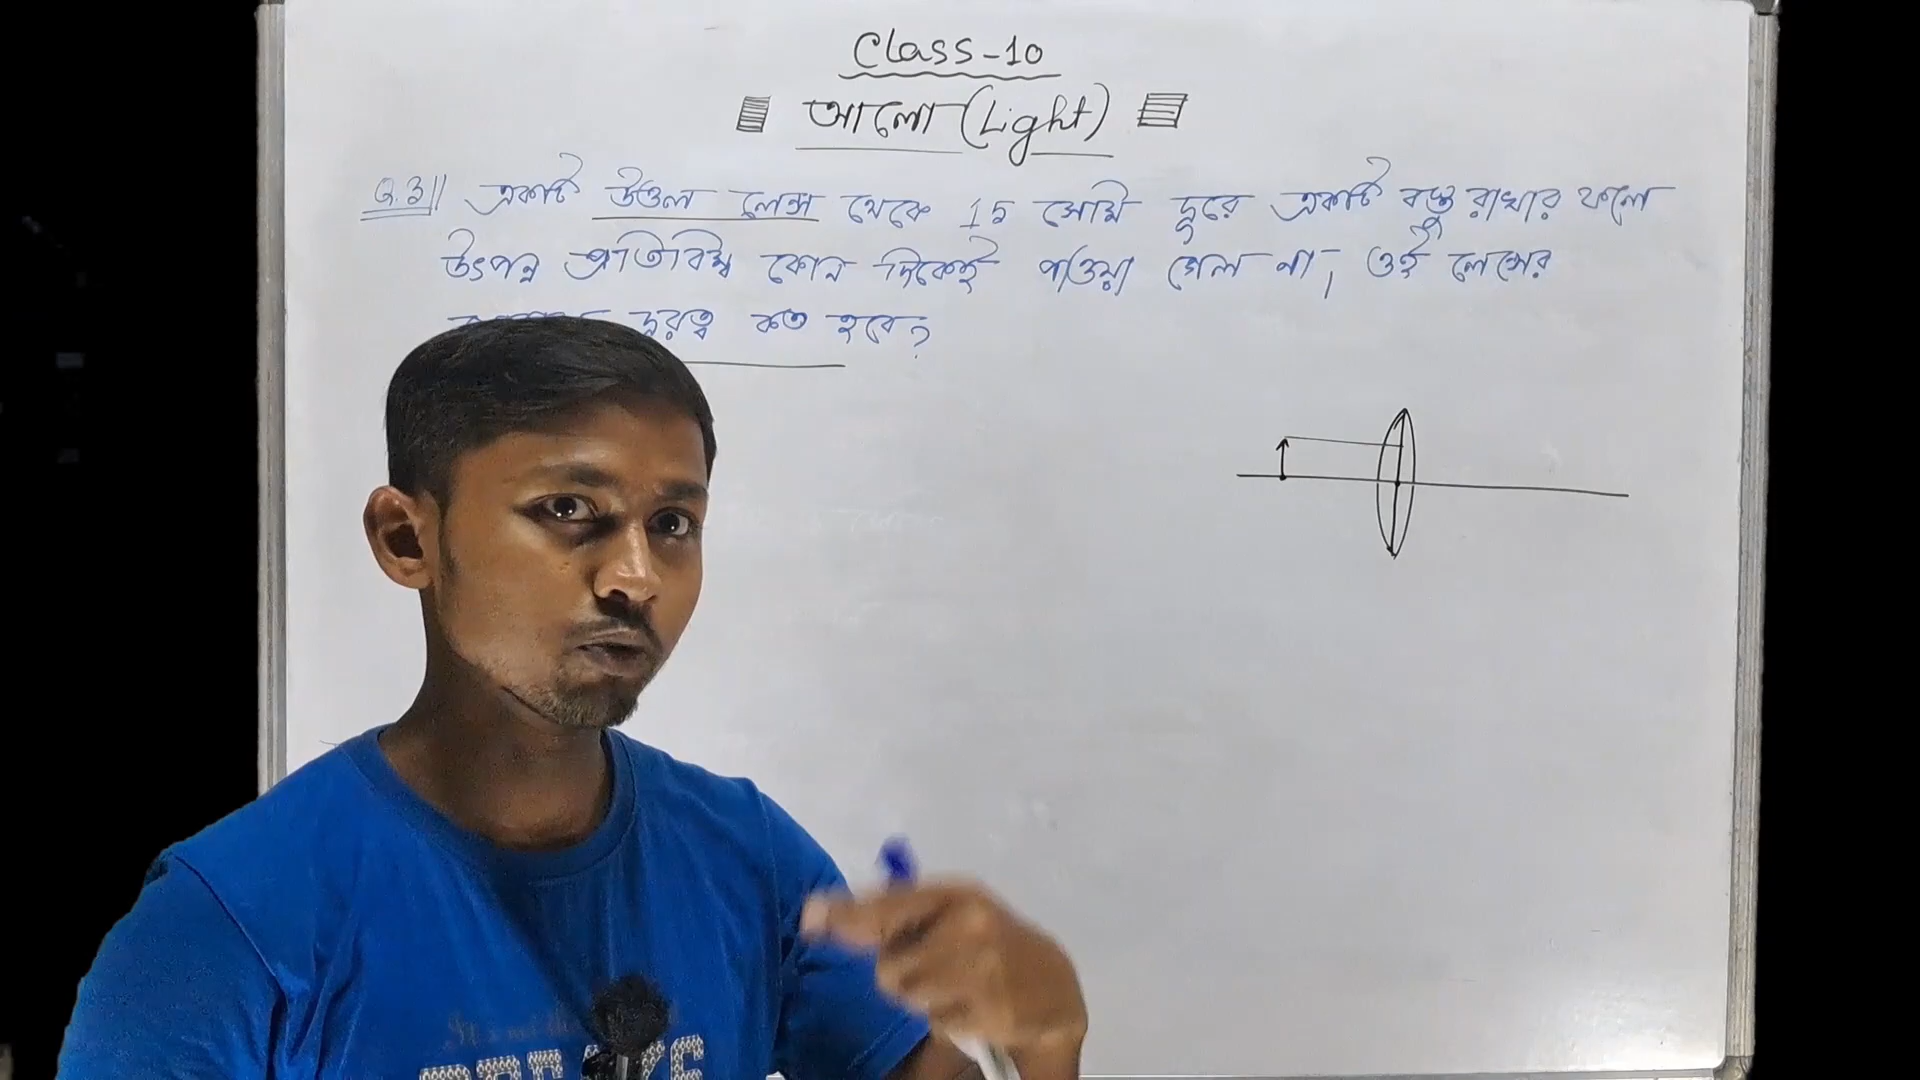 Class-10
আলো (Light)
Q.3|| একটি উত্তল লেন্স থেকে 15 সেমি দূরে একটি বস্তু রাখার ফলে
উৎপন্ন প্রতিবিম্ব কোন দিকেই পাওয়া গেল না, ওই লেন্সের
দূরত্ব কত হবে?